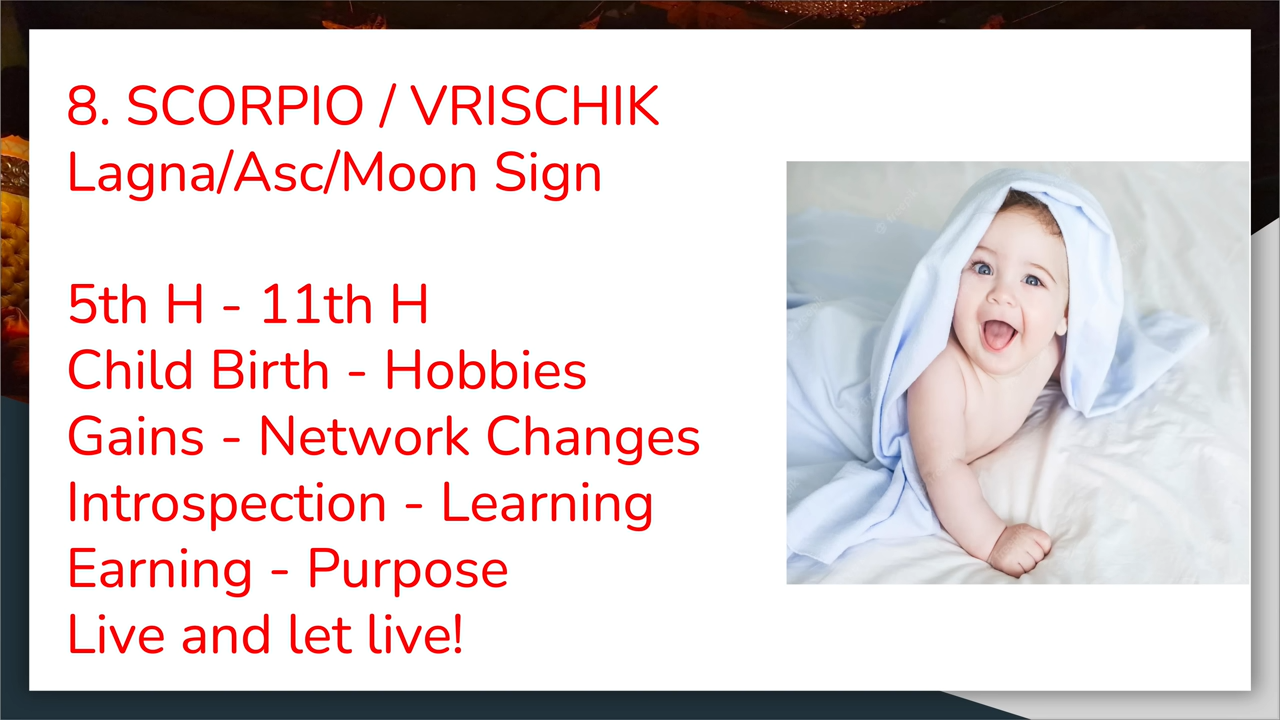 8. SCORPIO / VRISCHIK
Lagna/Asc/Moon Sign
5th H - 11th H
Child Birth - Hobbies
Gains - Network Changes
Introspection - Learning
Earning - Purpose
Live and let live!